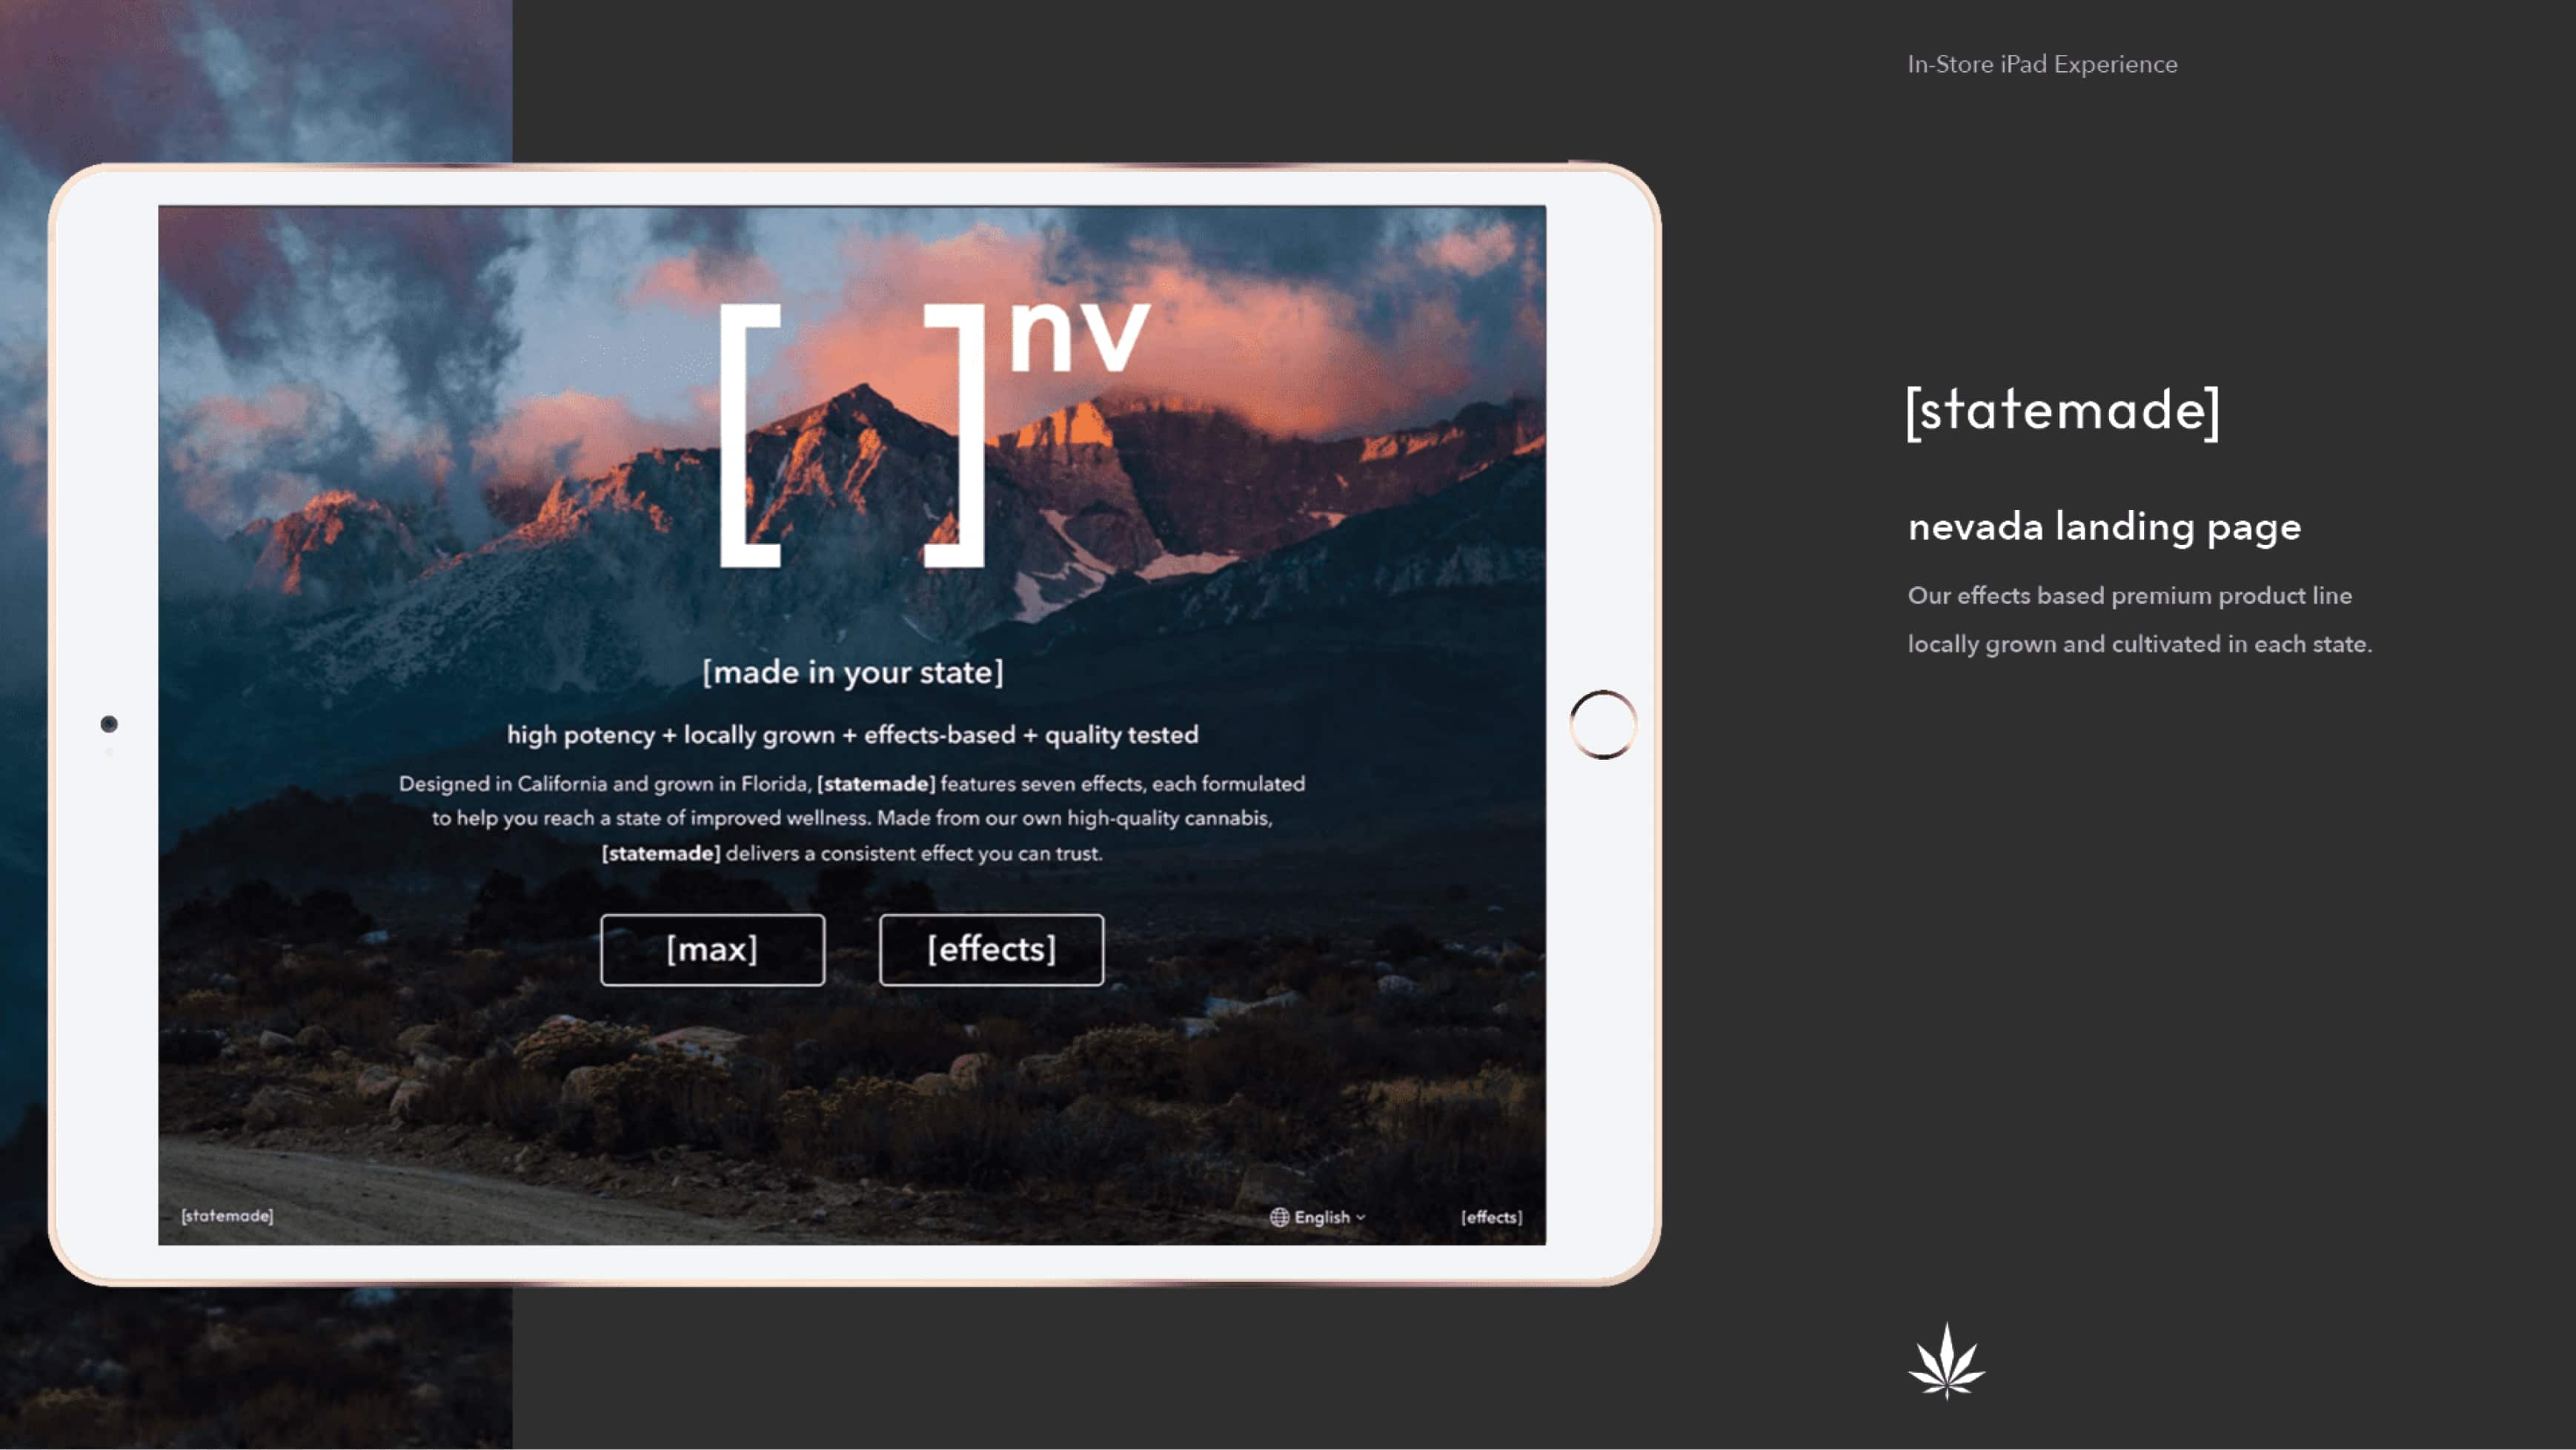 In-Store iPad Experience
[ ]nv
[made in your state]
high potency + locally grown + effects-based + quality tested
Designed in California and grown in Florida, [statemade] features seven effects, each formulated
to help you reach a state of improved wellness. Made from our own high-quality cannabis,
[statemade] delivers a consistent effect you can trust.
[max]
[effects]
[statemade]
English
[effects]
[statemade]
nevada landing page
Our effects based premium product line
locally grown and cultivated in each state.